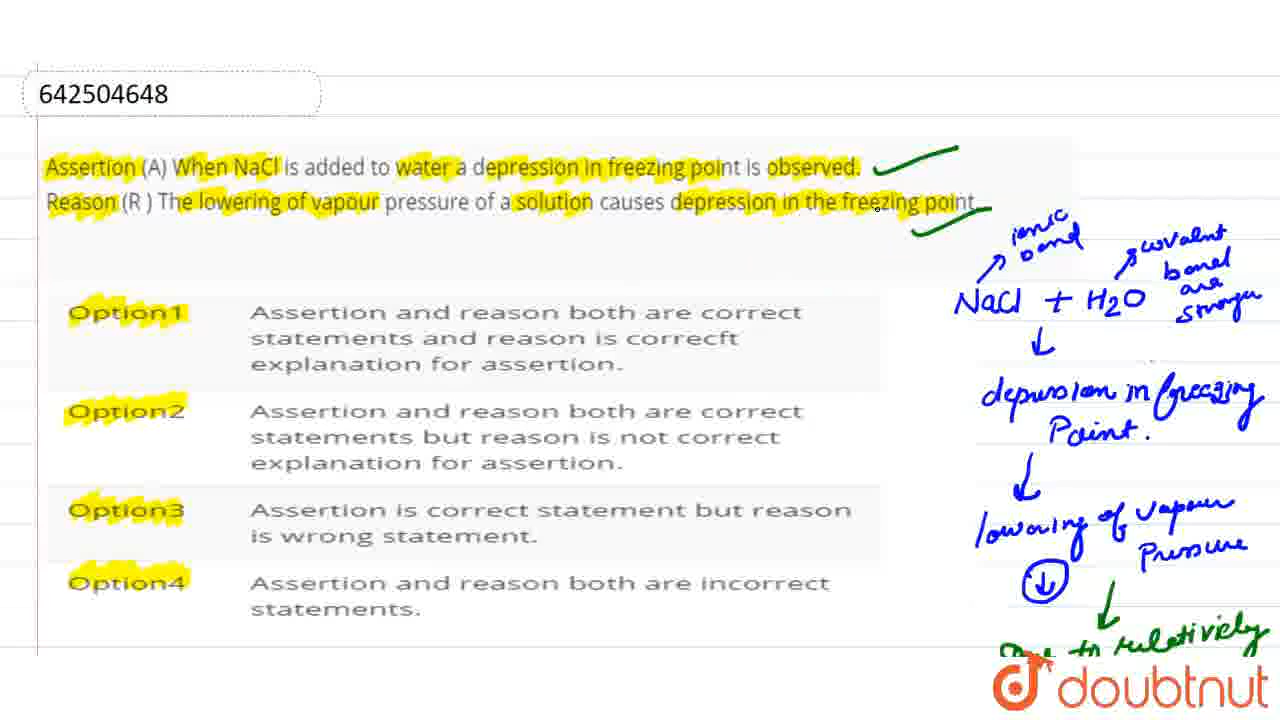 642504648
Assertion (A) When NaCl is added to water a depression in freezing point is observed.
Reason (R ) The lowering of vapour pressure of a solution causes depression in the freezing point
ionic
bond
covalnt
bond
are
stronger
NaCl + H2O
depression in freezing
Point.
lowering of vapour
Pressure
Due to relatively
Option1 Assertion and reason both are correct
statements and reason is correcft
explanation for assertion.
Option2 Assertion and reason both are correct
statements but reason is not correct
explanation for assertion.
Option3 Assertion is correct statement but reason
is wrong statement.
Option4 Assertion and reason both are incorrect
statements.
doubtnut